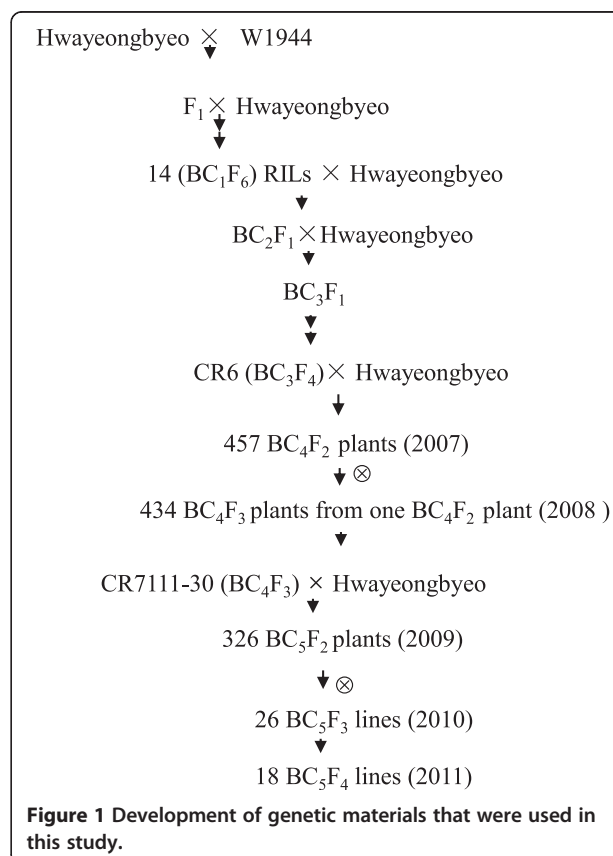 Hwayeongbyeo × W1944
F₁ × Hwayeongbyeo
14 (BC₁F₆) RILs × Hwayeongbyeo
BC₂F₁ × Hwayeongbyeo
BC₃F₁
CR6 (BC₃F₄) × Hwayeongbyeo
457 BC₄F₂ plants (2007)
⊗
434 BC₄F₃ plants from one BC₄F₂ plant (2008 )
CR7111-30 (BC₄F₃) × Hwayeongbyeo
326 BC₅F₂ plants (2009)
⊗
26 BC₅F₃ lines (2010)
18 BC₅F₄ lines (2011)
Figure 1 Development of genetic materials that were used in
this study.